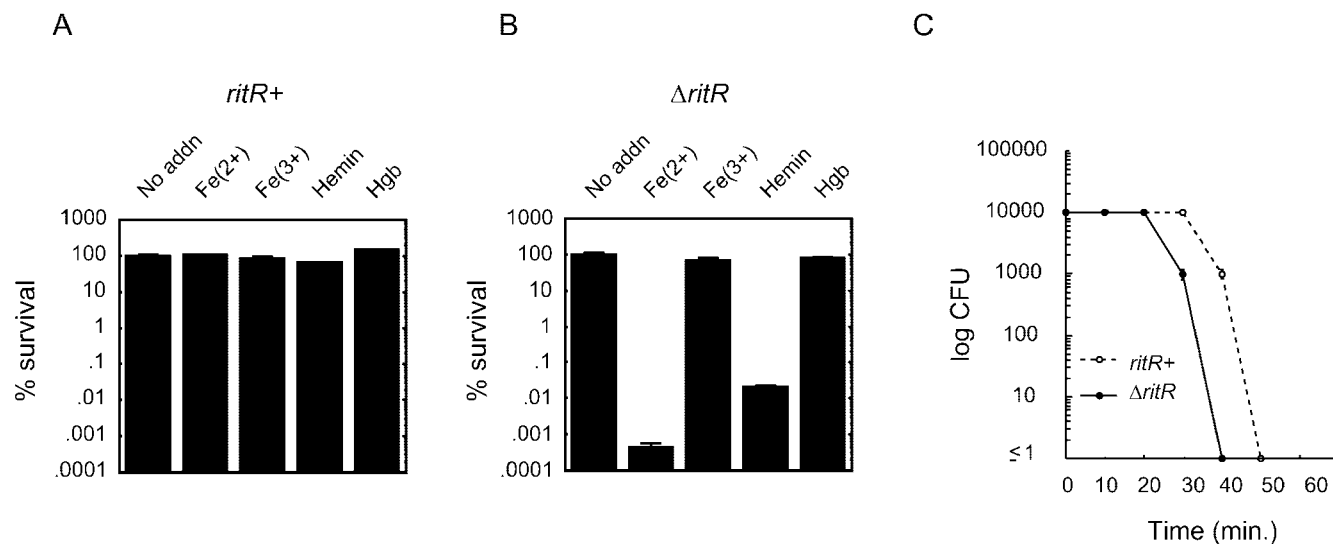 A
B
C
ritR+
ΔritR
No addn
Fe(2+)
Fe(3+)
Hemin
Hgb
No addn
Fe(2+)
Fe(3+)
Hemin
Hgb
1000
100
10
1
.1
.01
.001
.0001
% survival
1000
100
10
1
.1
.01
.001
.0001
% survival
100000
10000
1000
100
10
≤1
log CFU
ritR+
ΔritR
0 10 20 30 40 50 60
Time (min.)